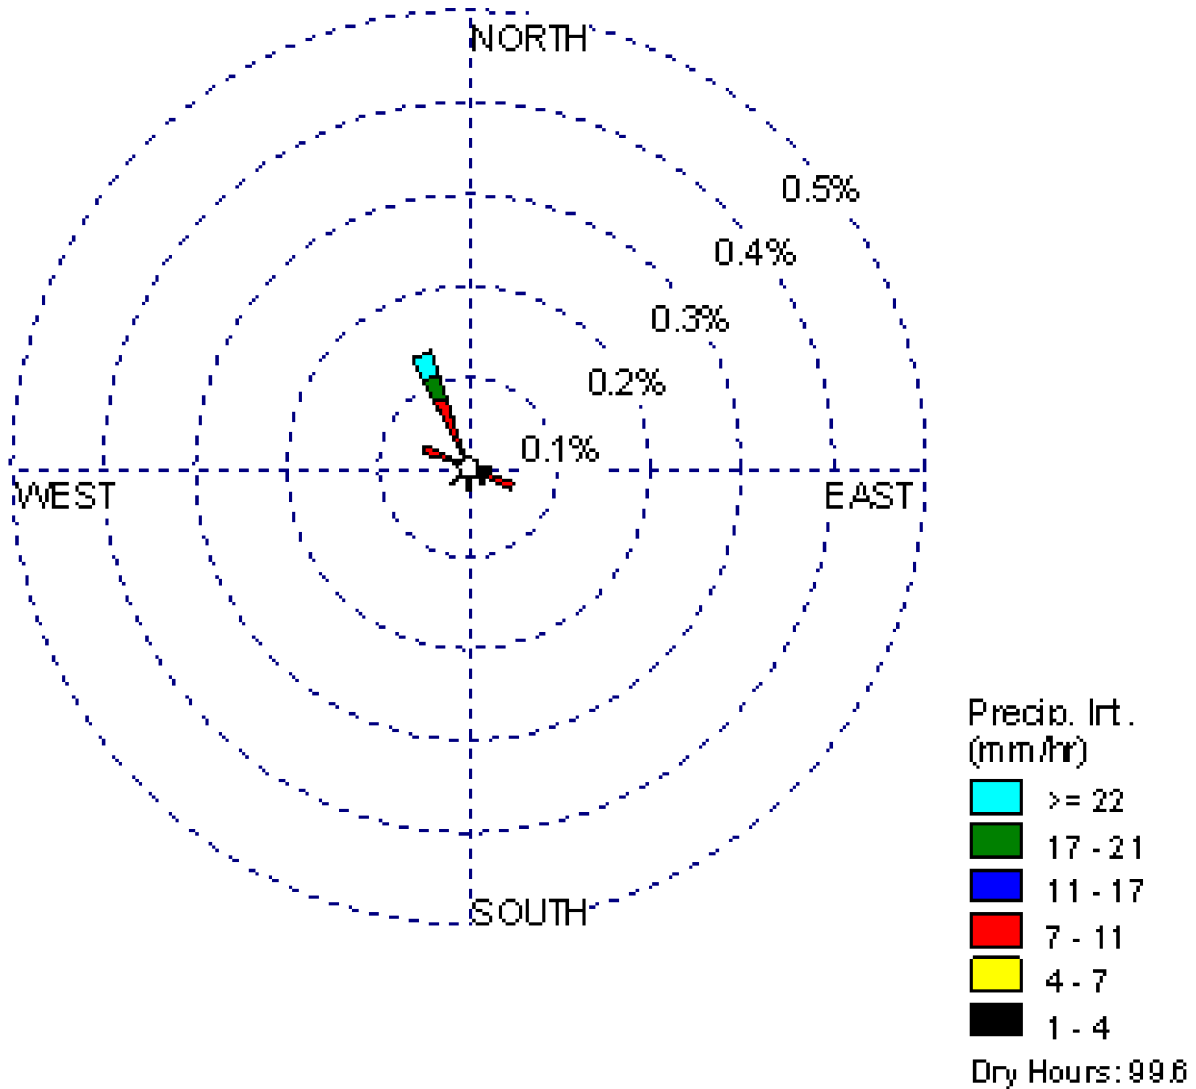 NORTH
0.5%
0.4%
0.3%
0.2%
0.1%
WEST
EAST
SOUTH
Precip. Int.
(mm/hr)
>= 22
17 - 21
11 - 17
7 - 11
4 - 7
1 - 4
Dry Hours: 99.6